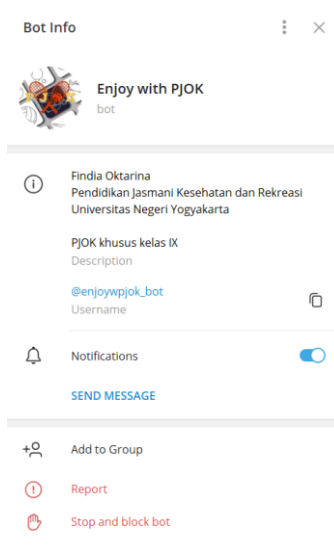 Bot Info
Enjoy with PJOK
bot
Findia Oktarina
Pendidikan Jasmani Kesehatan dan Rekreasi
Universitas Negeri Yogyakarta
PJOK khusus kelas IX
Description
@enjoywpjok_bot
Username
Notifications
SEND MESSAGE
Add to Group
Report
Stop and block bot